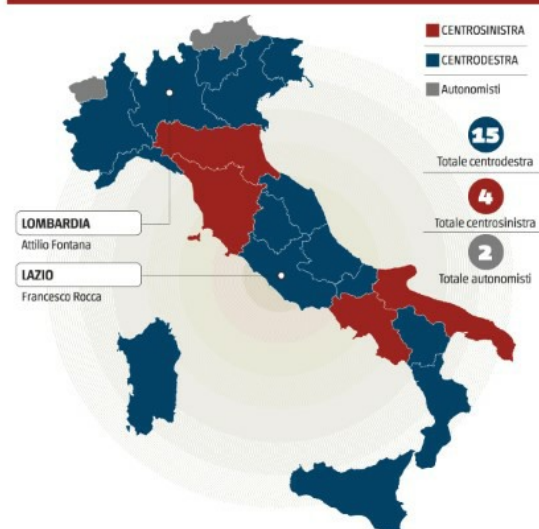 CENTROSINISTRA
CENTRODESTRA
Autonomisti
15
Totale centrodestra
4
Totale centrosinistra
2
Totale autonomisti
LOMBARDIA
Attilio Fontana
LAZIO
Francesco Rocca